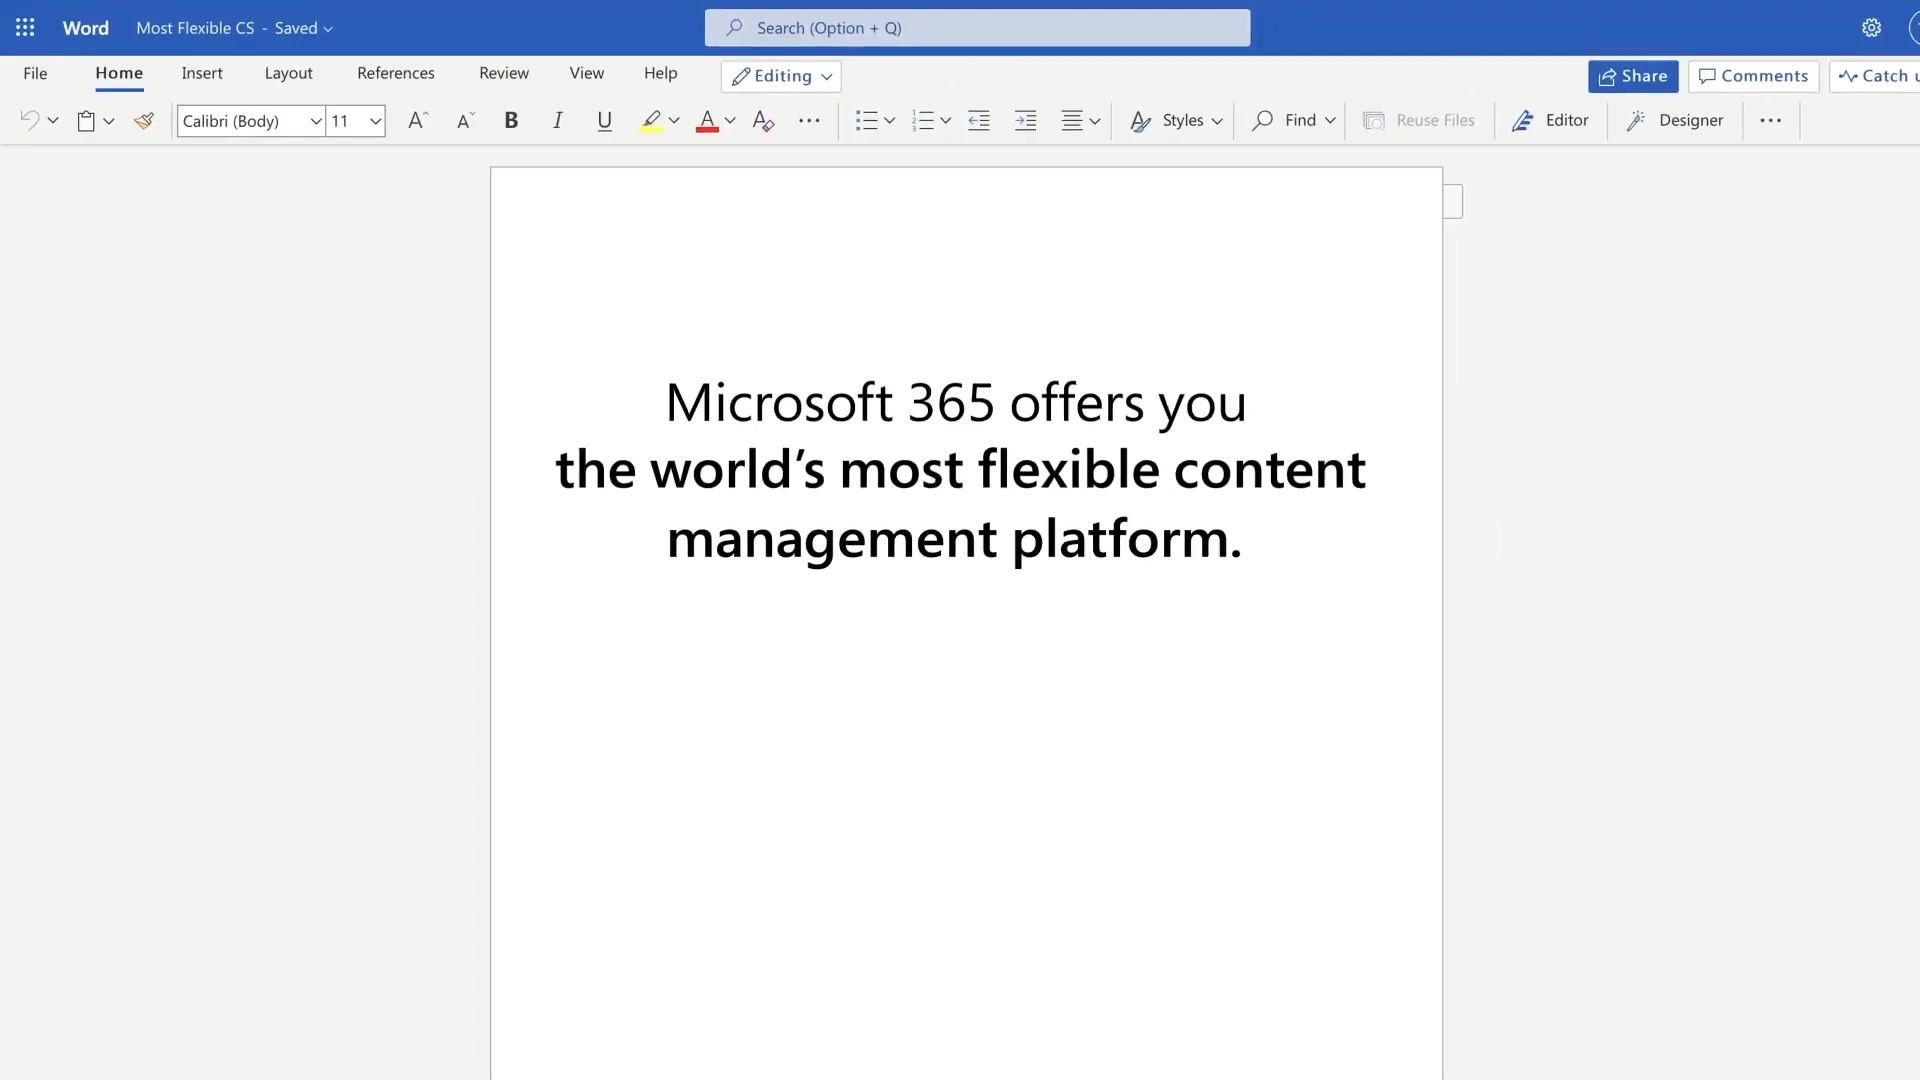 Word Most Flexible CS - Saved Search (Option + Q)
File Home Insert Layout References Review View Help Editing Share Comments Catch u
Calibri (Body) 11 Styles Find Reuse Files Editor Designer
Microsoft 365 offers you
the world's most flexible content
management platform.